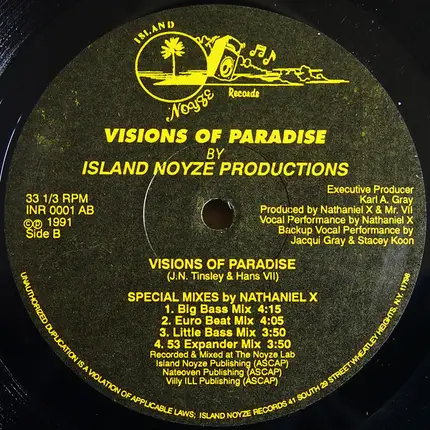 ISLAND
NOYZE Records
VISIONS OF PARADISE
BY
ISLAND NOYZE PRODUCTIONS
33 1/3 RPM
INR 0001 AB
©℗ 1991
Side B
Executive Producer
Karl A. Gray
Produced by Nathaniel X & Mr. VII
Vocal Performance by Nathaniel X
Backup Vocal Performance by
Jacqui Gray & Stacey Koon
VISIONS OF PARADISE
(J.N. Tinsley & Hans VII)
SPECIAL MIXES by NATHANIEL X
1. Big Bass Mix 4:15
2. Euro Beat Mix 4:05
3. Little Bass Mix 3:50
4. 53 Expander Mix 3:50
Recorded & Mixed at The Noyze Lab
Island Noyze Publishing (ASCAP)
Nateoven Publishing (ASCAP)
Villy ILL Publishing (ASCAP)
UNAUTHORIZED DUPLICATION IS A VIOLATION OF APPLICABLE LAWS; ISLAND NOYZE RECORDS 41 SOUTH 29 STREET WHEATLEY HEIGHTS, N.Y. 11798